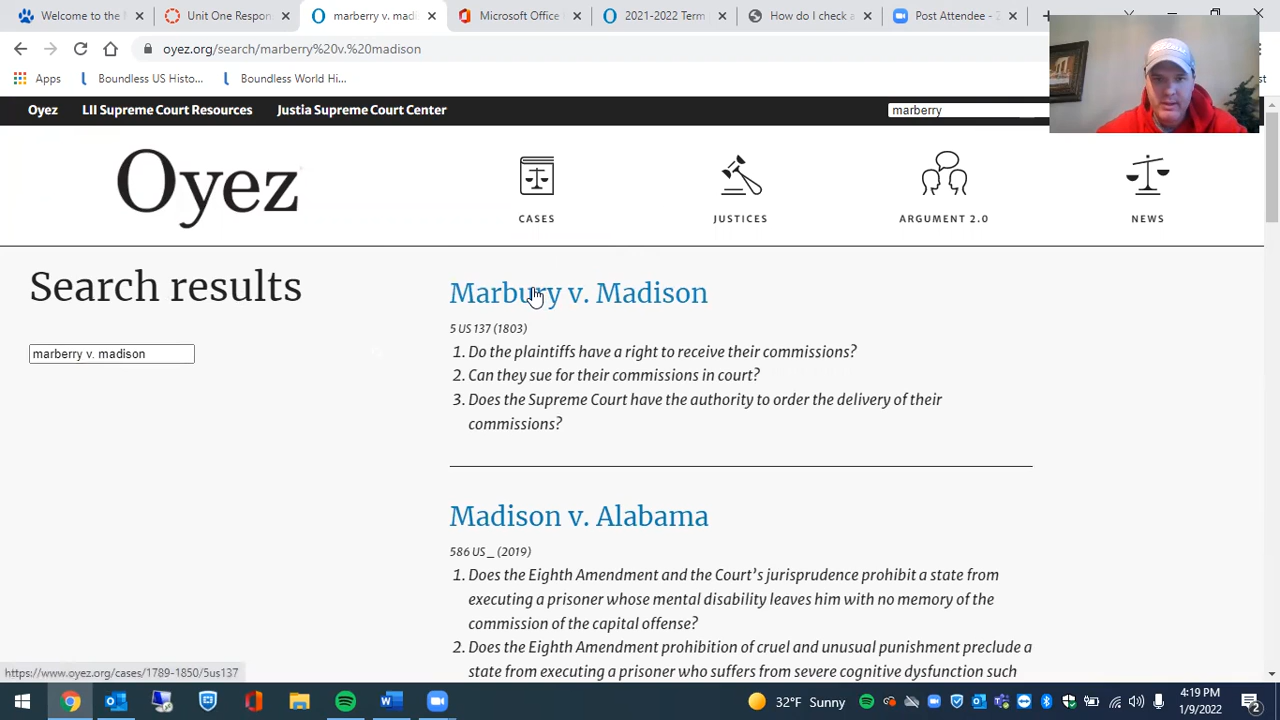 Welcome to the
Unit One Respon
marberry v. madi
Microsoft Office
2021-2022 Term
How do I check a
Post Attendee - 2
oyez.org/search/marberry%20v.%20madison
Apps
Boundless US Histo...
Boundless World Hi...
Oyez
LII Supreme Court Resources
Justia Supreme Court Center
marberry
Oyez
CASES
JUSTICES
ARGUMENT 2.0
NEWS
Search results
marberry v. madison
Marbury v. Madison
5 US 137 (1803)
1. Do the plaintiffs have a right to receive their commissions?
2. Can they sue for their commissions in court?
3. Does the Supreme Court have the authority to order the delivery of their
commissions?
Madison v. Alabama
586 US _ (2019)
1. Does the Eighth Amendment and the Court's jurisprudence prohibit a state from
executing a prisoner whose mental disability leaves him with no memory of the
commission of the capital offense?
2. Does the Eighth Amendment prohibition of cruel and unusual punishment preclude a
state from executing a prisoner who suffers from severe cognitive dysfunction such
https://www.oyez.org/cases/1789-1850/5us137
32°F Sunny
4:19 PM
1/9/2022
2